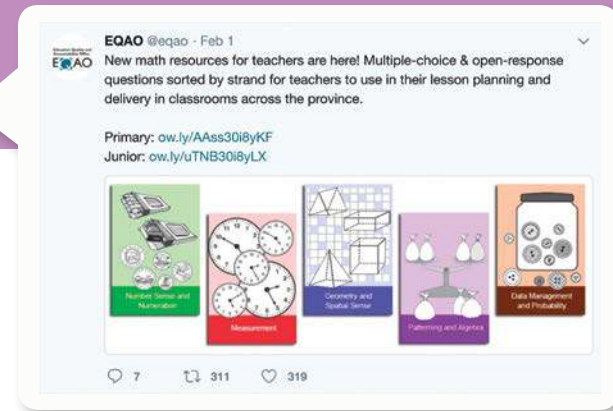 EQAO @eqao · Feb 1
EQAO
New math resources for teachers are here! Multiple-choice & open-response
questions sorted by strand for teachers to use in their lesson planning and
delivery in classrooms across the province.
Primary: ow.ly/AAss30i8yKF
Junior: ow.ly/uTNB30i8yLX
Number Sense and
Numeration
Measurement
Geometry and
Spatial Sense
Patterning and Algebra
Data Management
and Probability
7 311 319